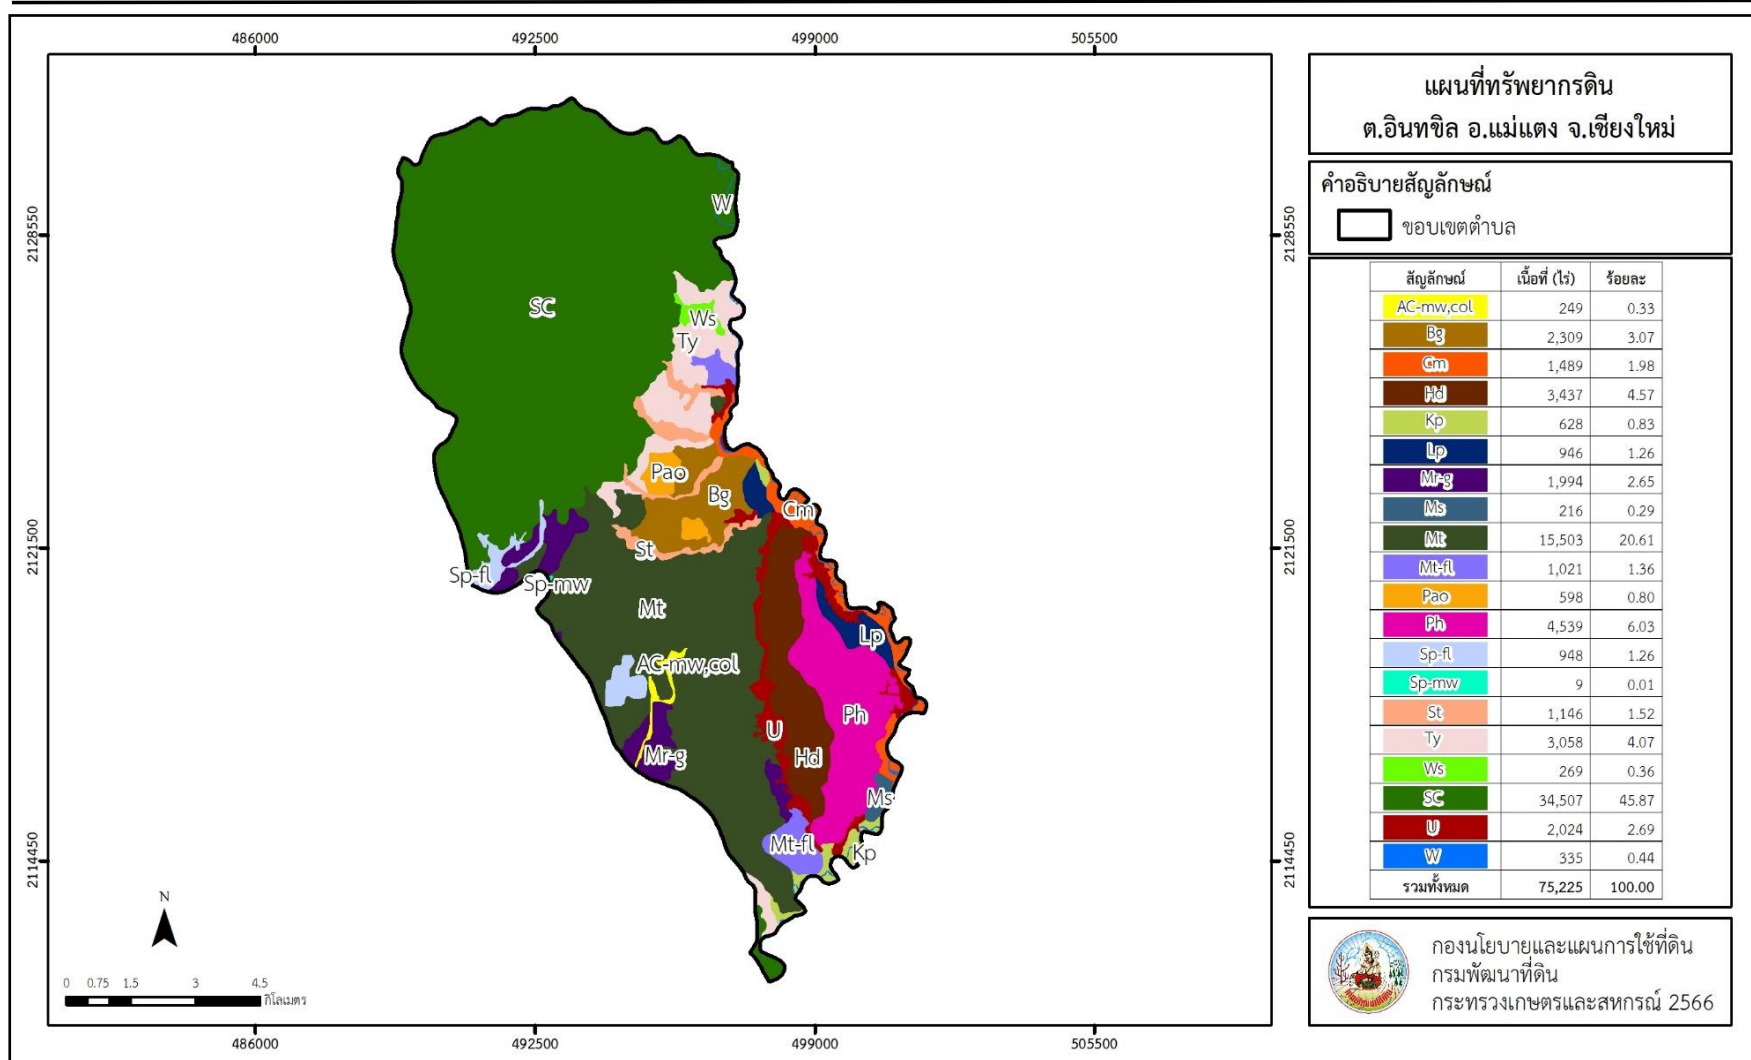 486000
492500
499000
505500
2128550
2121500
2114450
2128550
2121500
2114450
486000
492500
499000
505500
W
SC
Ws
Ty
Pao
Bg
Cm
St
Sp-fl
Sp-mw
Mt
Lp
AC-mw,col
Ph
U
Hd
Mr-g
Ms
Mt-fl
Kp
N
0 0.75 1.5 3 4.5
กิโลเมตร
แผนที่ทรัพยากรดิน
ต.อินทขิล อ.แม่แตง จ.เชียงใหม่
คำอธิบายสัญลักษณ์
ขอบเขตตำบล
สัญลักษณ์ เนื้อที่ (ไร่) ร้อยละ
AC-mw,col 249 0.33
Bg 2,309 3.07
Cm 1,489 1.98
Hd 3,437 4.57
Kp 628 0.83
Lp 946 1.26
Mr-g 1,994 2.65
Ms 216 0.29
Mt 15,503 20.61
Mt-fl 1,021 1.36
Pao 598 0.80
Ph 4,539 6.03
Sp-fl 948 1.26
Sp-mw 9 0.01
St 1,146 1.52
Ty 3,058 4.07
Ws 269 0.36
SC 34,507 45.87
U 2,024 2.69
W 335 0.44
รวมทั้งหมด 75,225 100.00
กองนโยบายและแผนการใช้ที่ดิน
กรมพัฒนาที่ดิน
กระทรวงเกษตรและสหกรณ์ 2566